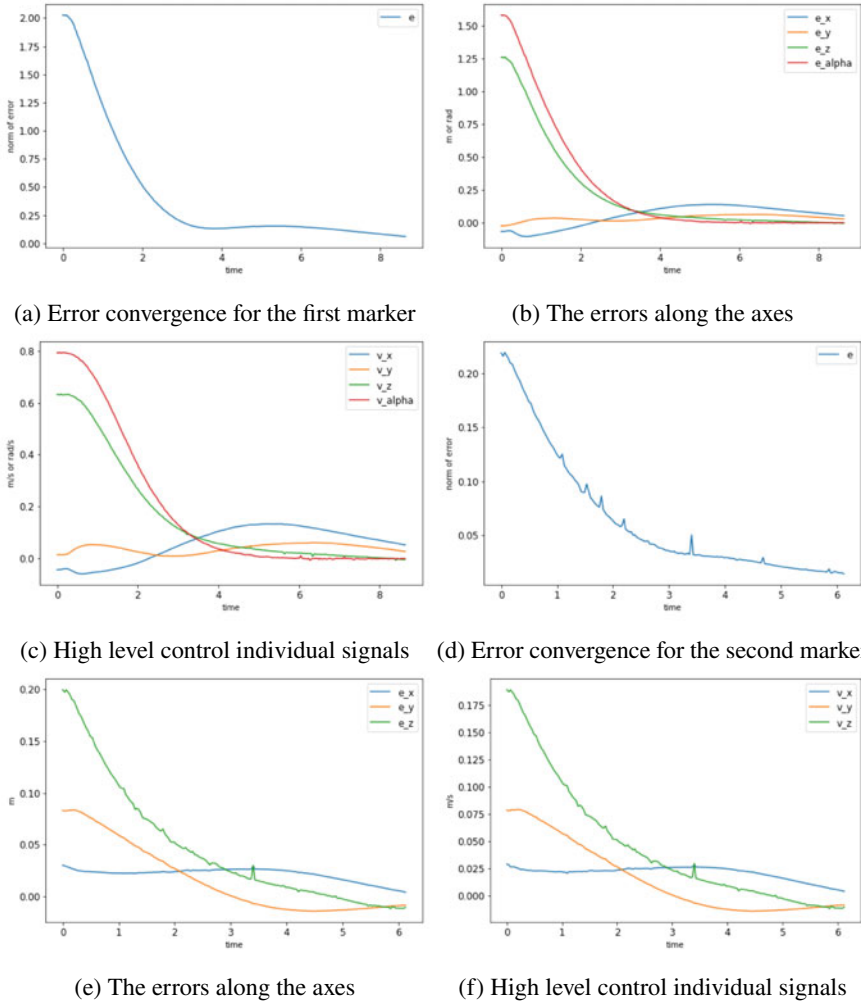 2.00
1.75
1.50
1.25
1.00
0.75
0.50
0.25
0.00
norm of error
e
0 2 4 6 8
time
1.50
1.25
1.00
0.75
0.50
0.25
0.00
m or rad
e_x
e_y
e_z
e_alpha
0 2 4 6 8
time
(a) Error convergence for the first marker
(b) The errors along the axes
0.8
0.6
0.4
0.2
0.0
m/s or rad/s
v_x
v_y
v_z
v_alpha
0 2 4 6 8
time
0.20
0.15
0.10
0.05
norm of error
e
0 1 2 3 4 5 6
time
(c) High level control individual signals
(d) Error convergence for the second marke
0.20
0.15
0.10
0.05
0.00
m
e_x
e_y
e_z
0 1 2 3 4 5 6
time
0.175
0.150
0.125
0.100
0.075
0.050
0.025
0.000
m/s
v_x
v_y
v_z
0 1 2 3 4 5 6
time
(e) The errors along the axes
(f) High level control individual signals